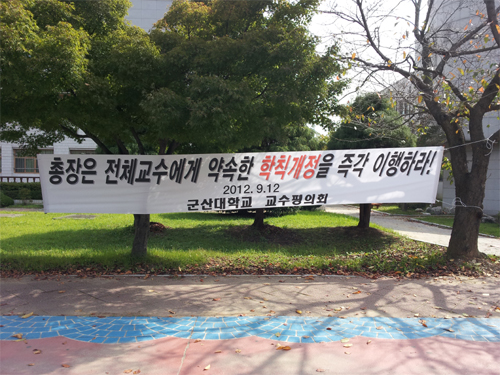 총장은 전체교수에게 약속한 학칙개정을 즉각 이행하라!
2012. 9.12
군산대학교 교수평의회